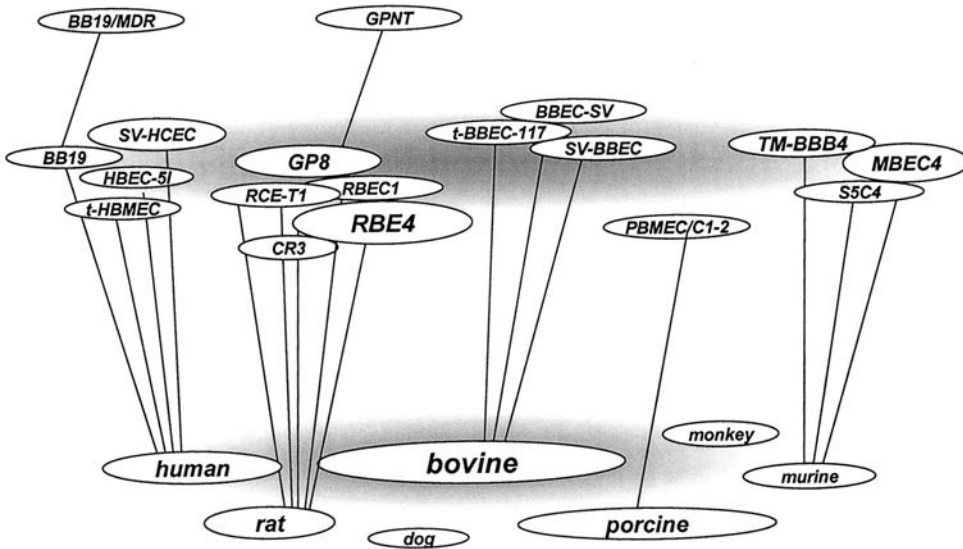 BB19/MDR
GPNT
BBEC-SV
SV-HCEC
t-BBEC-117
TM-BBB4
BB19
GP8
SV-BBEC
MBEC4
HBEC-5I
RCE-T1
RBEC1
S5C4
t-HBMEC
RBE4
PBMEC/C1-2
CR3
monkey
human
bovine
murine
rat
porcine
dog